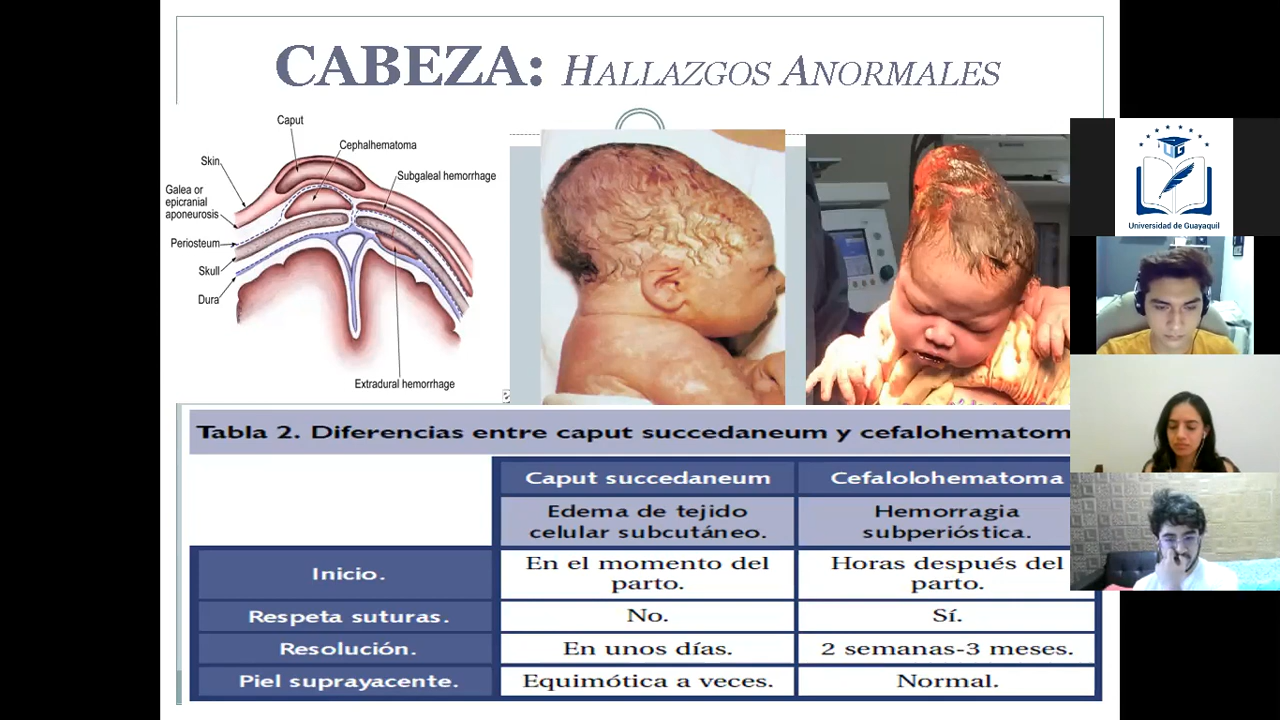 CABEZA: HALLAZGOS ANORMALES
Caput
Cephalhematoma
Skin
Subgaleal hemorrhage
Galea or
epicranial
aponeurosis
Periosteum
Skull
Dura
Extradural hemorrhage
UG
Universidad de Guayaquil
Tabla 2. Diferencias entre caput succedaneum y cefalohematom
Caput succedaneum
Cefalolohematoma
Edema de tejido
celular subcutáneo.
Hemorragia
subperióstica.
Inicio.
En el momento del
parto.
Horas después del
parto.
Respeta suturas.
No.
Sí.
Resolución.
En unos días.
2 semanas-3 meses.
Piel suprayacente.
Equimótica a veces.
Normal.